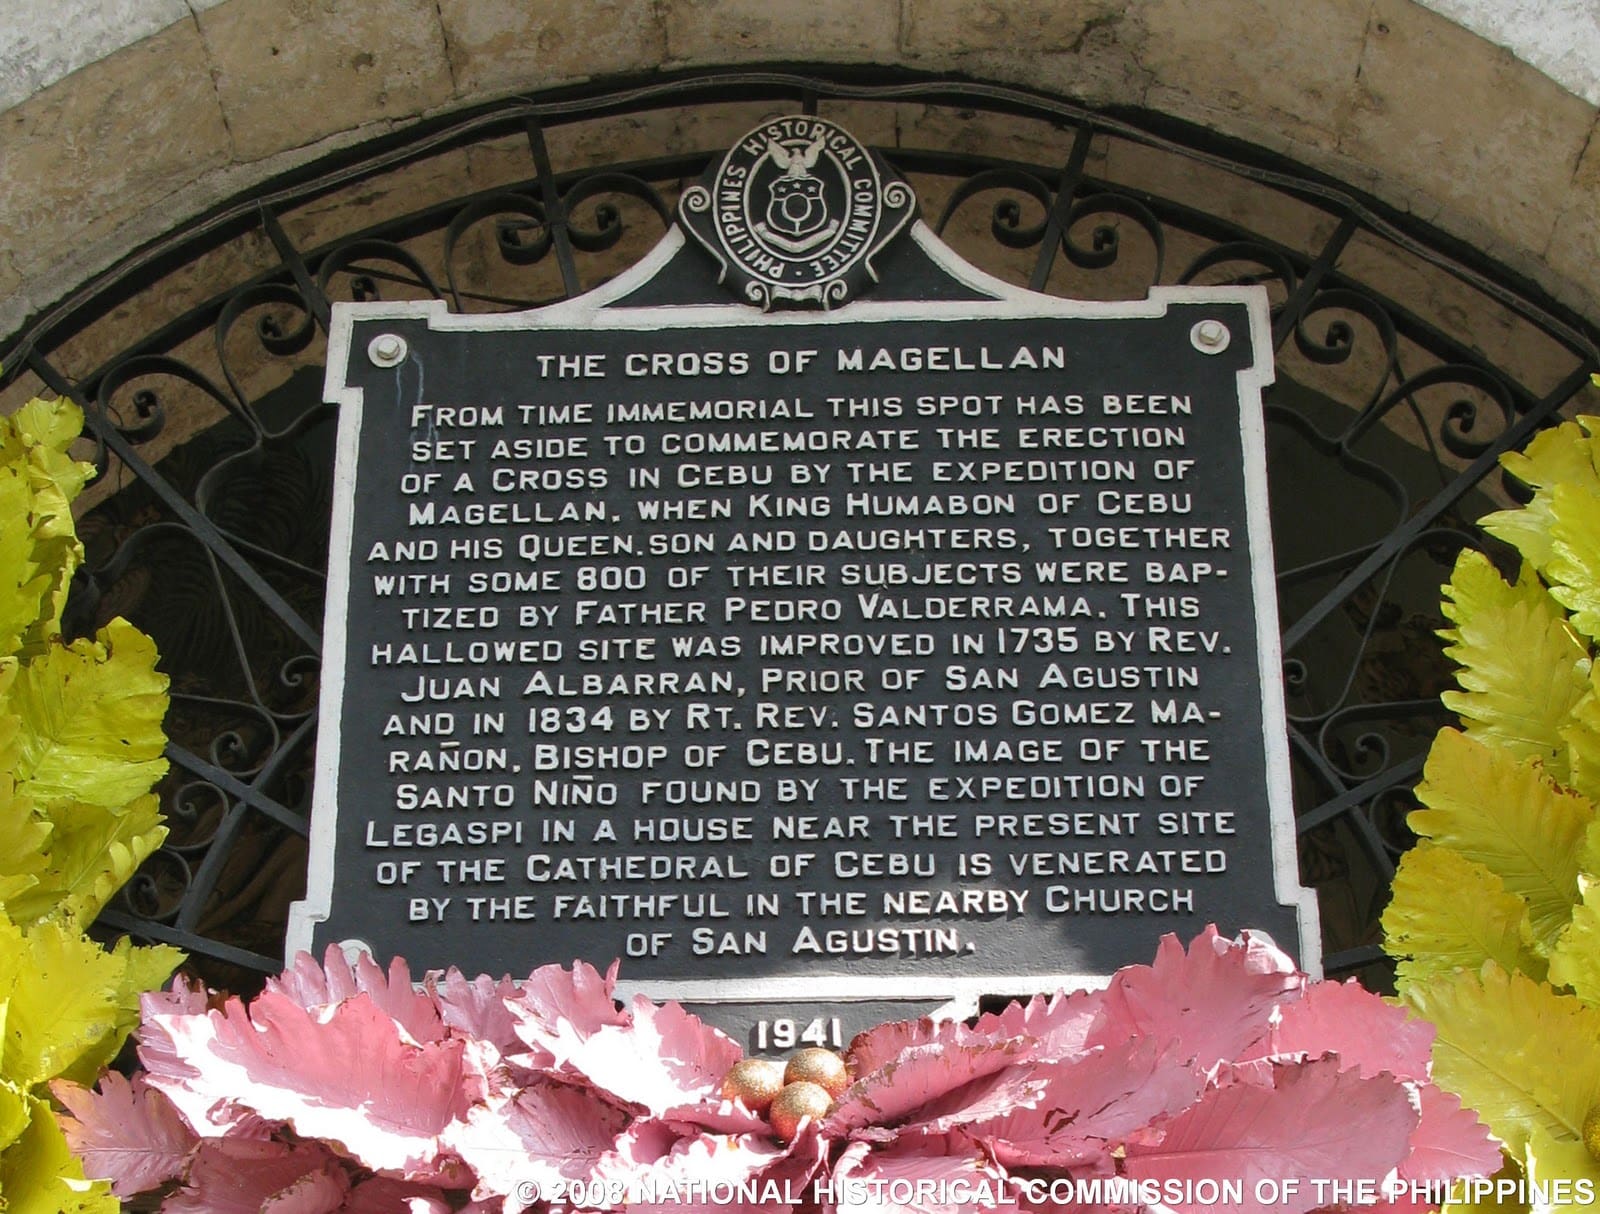 PHILIPPINES HISTORICAL COMMITTEE
THE CROSS OF MAGELLAN
FROM TIME IMMEMORIAL THIS SPOT HAS BEEN
SET ASIDE TO COMMEMORATE THE ERECTION
OF A CROSS IN CEBU BY THE EXPEDITION OF
MAGELLAN, WHEN KING HUMABON OF CEBU
AND HIS QUEEN, SON AND DAUGHTERS, TOGETHER
WITH SOME 800 OF THEIR SUBJECTS WERE BAP-
TIZED BY FATHER PEDRO VALDERRAMA. THIS
HALLOWED SITE WAS IMPROVED IN 1735 BY REV.
JUAN ALBARRAN, PRIOR OF SAN AGUSTIN
AND IN 1834 BY RT. REV. SANTOS GOMEZ MA-
RAÑON, BISHOP OF CEBU. THE IMAGE OF THE
SANTO NIÑO FOUND BY THE EXPEDITION OF
LEGASPI IN A HOUSE NEAR THE PRESENT SITE
OF THE CATHEDRAL OF CEBU IS VENERATED
BY THE FAITHFUL IN THE NEARBY CHURCH
OF SAN AGUSTIN.
1941
© 2008 NATIONAL HISTORICAL COMMISSION OF THE PHILIPPINES